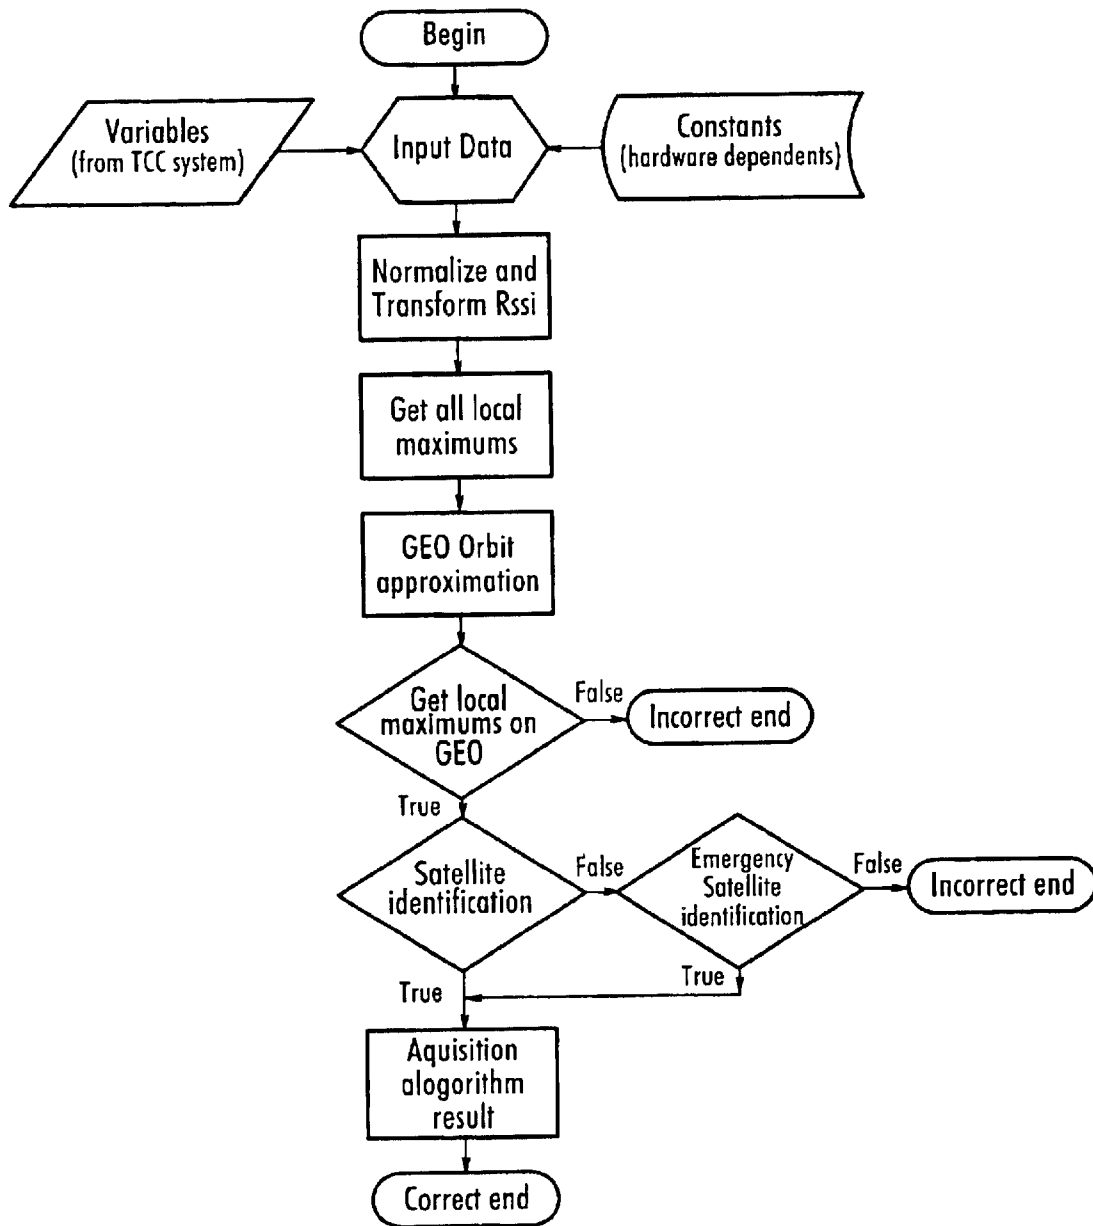 Begin
Variables
(from TCC system)
Input Data
Constants
(hardware dependents)
Normalize and
Transform Rssi
Get all local
maximums
GEO Orbit
approximation
Get local
maximums on
GEO
False
Incorrect end
True
Satellite
identification
False
Emergency
Satellite
identification
False
Incorrect end
True
True
Aquisition
alogorithm
result
Correct end